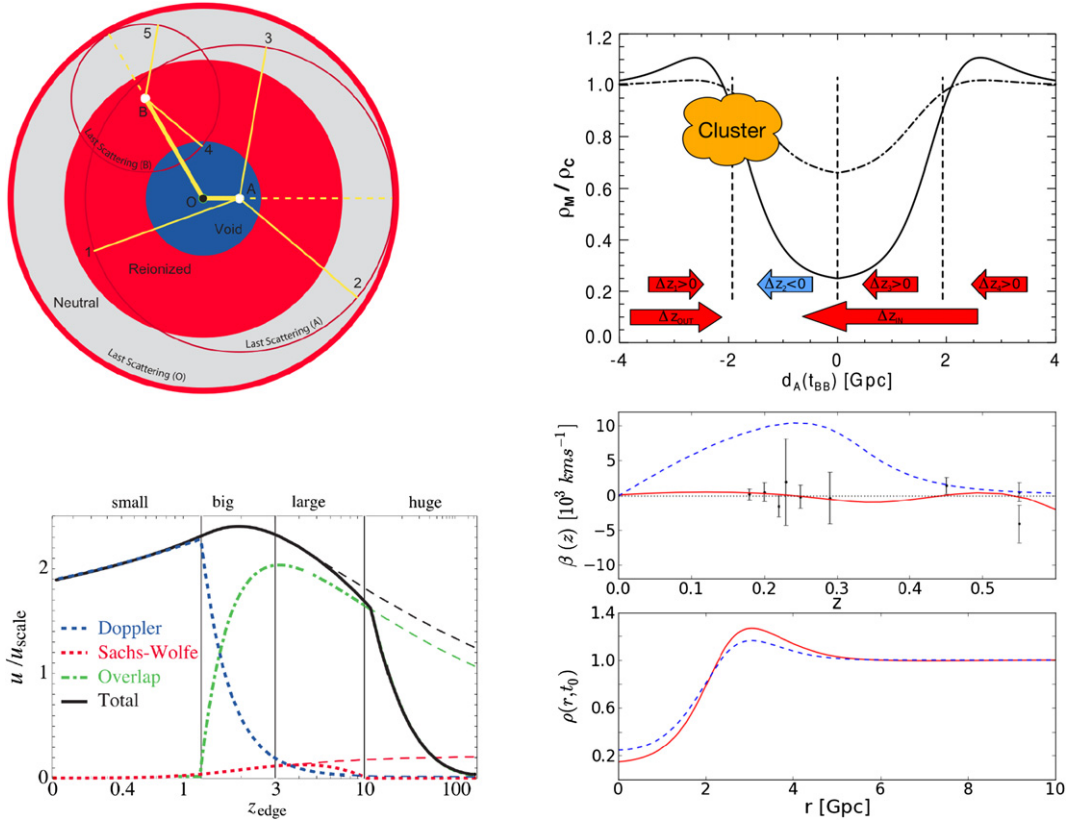 5
3
B
Last Scattering (B)
4
A
O
Void
1
Reionized
2
Neutral
Last Scattering (A)
Last Scattering (O)
ρM / ρC
1.2
1.0
0.8
0.6
0.4
0.2
0.0
Cluster
Δz₁>0 Δz₂<0 Δz₃>0 Δz₄>0
ΔzOUT ΔzIN
-4 -2 0 2 4
dA(tBB) [Gpc]
small big large huge
u/uscale
2
1
0
Doppler
Sachs-Wolfe
Overlap
Total
0 0.4 1 3 10 100
zedge
β (z) [10³ kms⁻¹]
10
5
0
−5
−10
0.0 0.1 0.2 0.3 0.4 0.5
z
ρ(r,t₀)
1.4
1.0
0.6
0.2
0 2 4 6 8 10
r [Gpc]